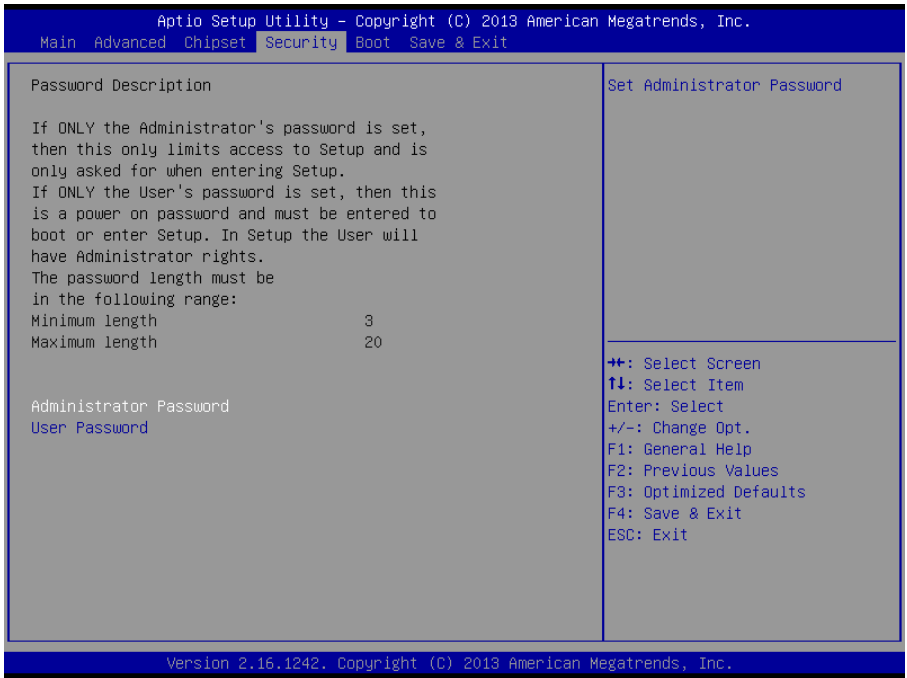 Aptio Setup Utility – Copyright (C) 2013 American Megatrends, Inc.
Main Advanced Chipset Security Boot Save & Exit
Password Description
If ONLY the Administrator's password is set,
then this only limits access to Setup and is
only asked for when entering Setup.
If ONLY the User's password is set, then this
is a power on password and must be entered to
boot or enter Setup. In Setup the User will
have Administrator rights.
The password length must be
in the following range:
Minimum length 3
Maximum length 20
Administrator Password
User Password
Set Administrator Password
→←: Select Screen
↑↓: Select Item
Enter: Select
+/-: Change Opt.
F1: General Help
F2: Previous Values
F3: Optimized Defaults
F4: Save & Exit
ESC: Exit
Version 2.16.1242. Copyright (C) 2013 American Megatrends, Inc.